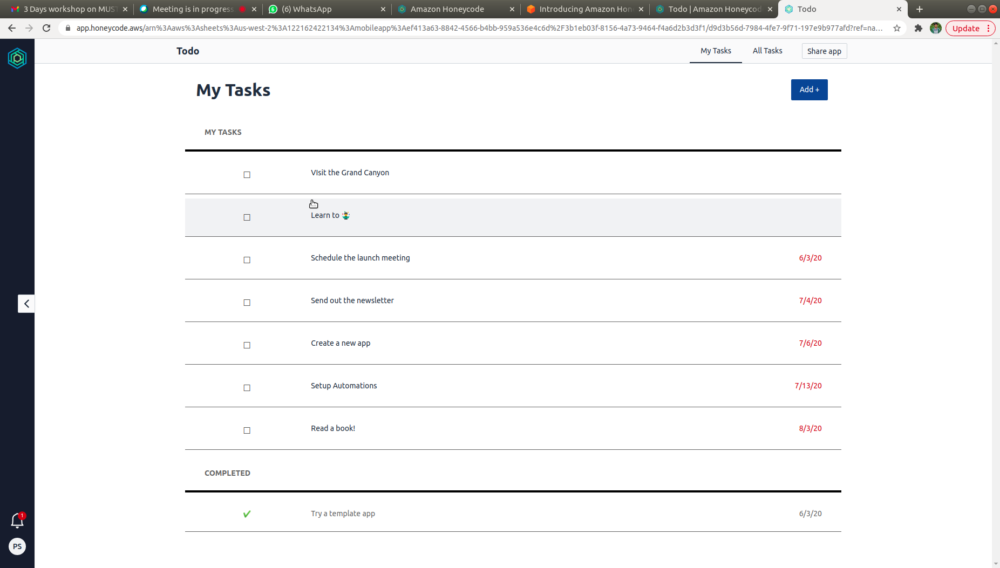 3 Days workshop on MUST
Meeting is in progress
(6) WhatsApp
Amazon Honeycode
Introducing Amazon Hon
Todo | Amazon Honeycod
Todo
app.honeycode.aws/arn%3Aaws%3Asheets%3Aus-west-2%3A122162422134%3Amobileapp%3Aef413a63-8842-4566-b4bb-959a536e4c6d%2F3b1eb03f-8156-4a73-9464-f4a6d2b3d3f1/d9d3b56d-7984-4fe7-9f71-197e9b977afd?ref=na...
Update
Todo
My Tasks
All Tasks
Share app
My Tasks
Add +
MY TASKS
VIsit the Grand Canyon
Learn to 🤹
Schedule the launch meeting 6/3/20
Send out the newsletter 7/4/20
Create a new app 7/6/20
Setup Automations 7/13/20
Read a book! 8/3/20
COMPLETED
Try a template app 6/3/20
1
PS